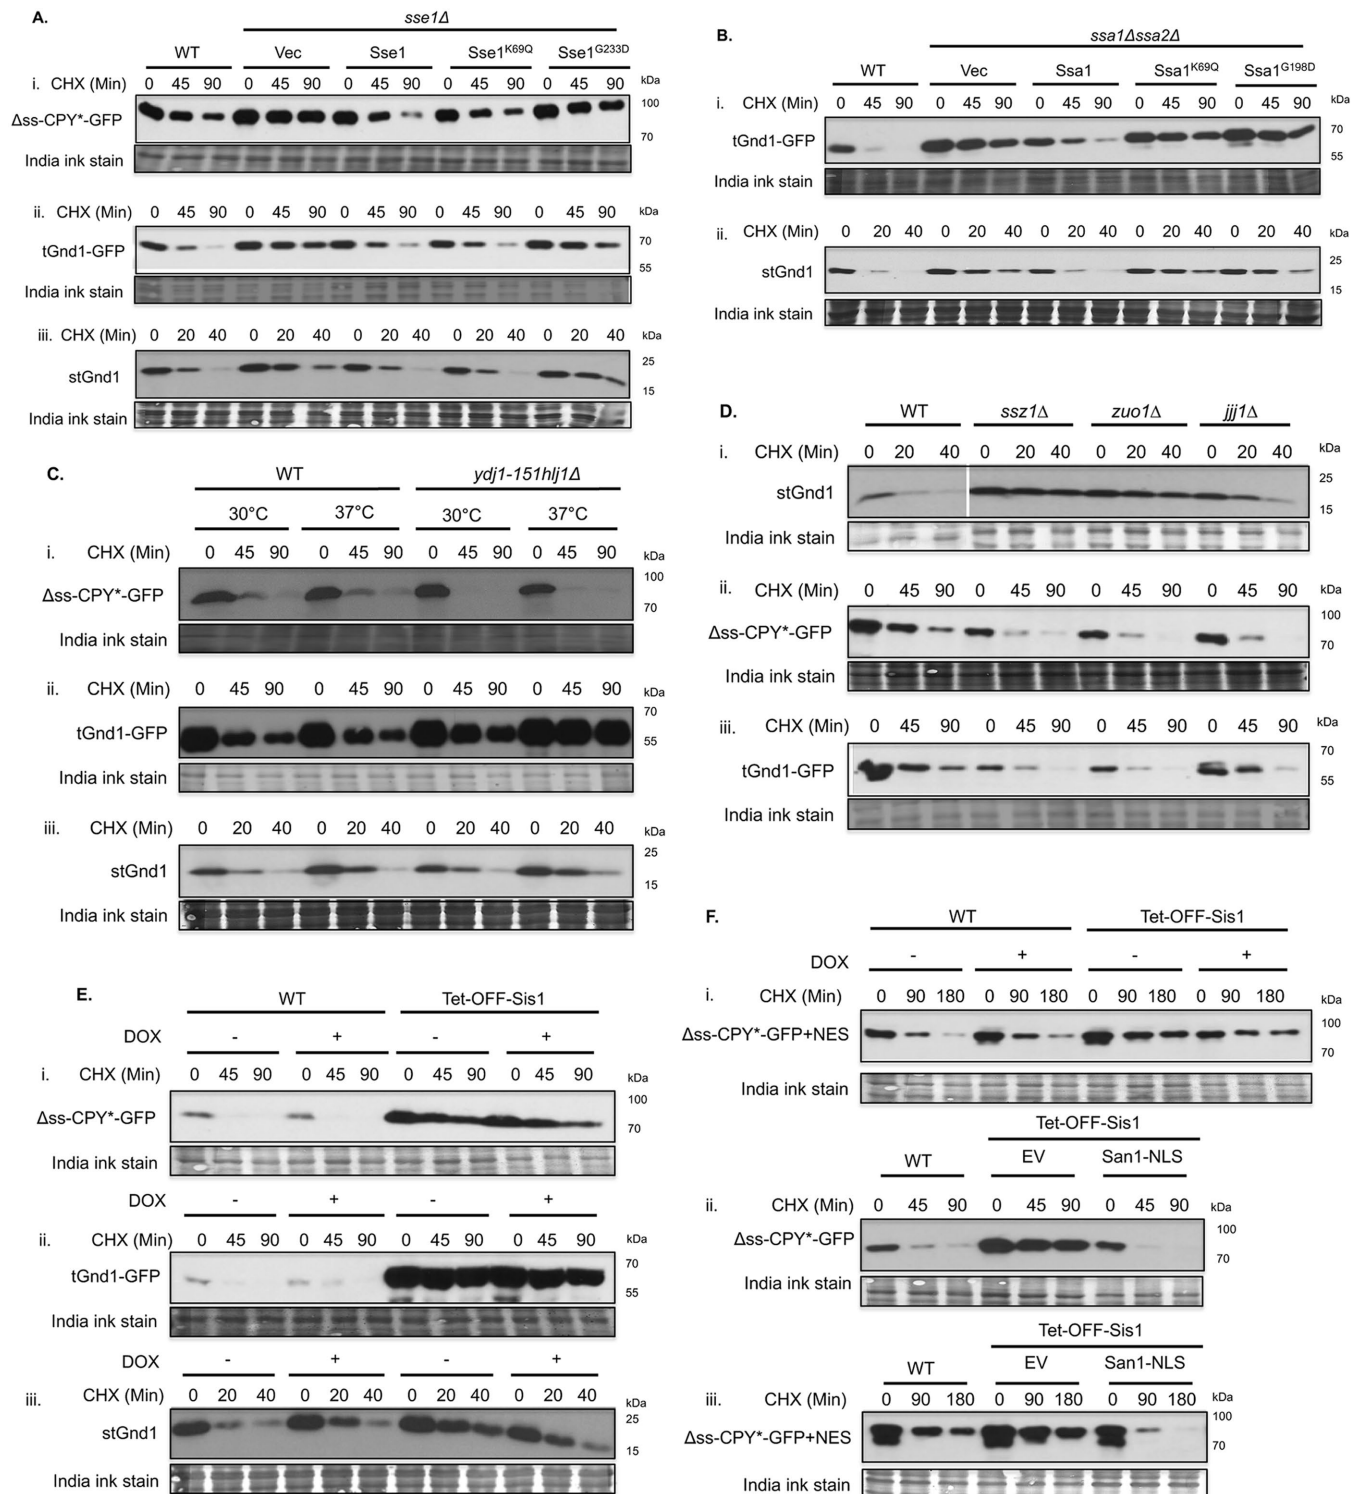 A.
sse1Δ
WT Vec Sse1 Sse1K69Q Sse1G233D
i. CHX (Min) 0 45 90 0 45 90 0 45 90 0 45 90 0 45 90 kDa
Δss-CPY*-GFP 100
70
India ink stain
ii. CHX (Min) 0 45 90 0 45 90 0 45 90 0 45 90 0 45 90 kDa
tGnd1-GFP 70
55
India ink stain
iii. CHX (Min) 0 20 40 0 20 40 0 20 40 0 20 40 0 20 40 kDa
stGnd1 25
15
India ink stain
B.
ssa1Δssa2Δ
WT Vec Ssa1 Ssa1K69Q Ssa1G198D
i. CHX (Min) 0 45 90 0 45 90 0 45 90 0 45 90 0 45 90 kDa
tGnd1-GFP 70
55
India ink stain
ii. CHX (Min) 0 20 40 0 20 40 0 20 40 0 20 40 0 20 40 kDa
stGnd1 25
15
India ink stain
C.
WT ydj1-151hlj1Δ
30°C 37°C 30°C 37°C
i. CHX (Min) 0 45 90 0 45 90 0 45 90 0 45 90 kDa
Δss-CPY*-GFP 100
70
India ink stain
ii. CHX (Min) 0 45 90 0 45 90 0 45 90 0 45 90 kDa
tGnd1-GFP 70
55
India ink stain
iii. CHX (Min) 0 20 40 0 20 40 0 20 40 0 20 40 kDa
stGnd1 25
15
India ink stain
D.
WT ssz1Δ zuo1Δ jjj1Δ
i. CHX (Min) 0 20 40 0 20 40 0 20 40 0 20 40 kDa
stGnd1 25
15
India ink stain
ii. CHX (Min) 0 45 90 0 45 90 0 45 90 0 45 90 kDa
Δss-CPY*-GFP 100
70
India ink stain
iii. CHX (Min) 0 45 90 0 45 90 0 45 90 0 45 90 kDa
tGnd1-GFP 70
55
India ink stain
E.
WT Tet-OFF-Sis1
DOX - + - +
i. CHX (Min) 0 45 90 0 45 90 0 45 90 0 45 90 kDa
Δss-CPY*-GFP 100
70
India ink stain
DOX - + - +
ii. CHX (Min) 0 45 90 0 45 90 0 45 90 0 45 90 kDa
tGnd1-GFP 70
55
India ink stain
DOX - + - +
iii. CHX (Min) 0 20 40 0 20 40 0 20 40 0 20 40 kDa
stGnd1 25
15
India ink stain
F.
WT Tet-OFF-Sis1
DOX - + - +
i. CHX (Min) 0 90 180 0 90 180 0 90 180 0 90 180 kDa
Δss-CPY*-GFP+NES 100
70
India ink stain
Tet-OFF-Sis1
WT EV San1-NLS
ii. CHX (Min) 0 45 90 0 45 90 0 45 90 kDa
Δss-CPY*-GFP 100
70
India ink stain
Tet-OFF-Sis1
WT EV San1-NLS
iii. CHX (Min) 0 90 180 0 90 180 0 90 180 kDa
Δss-CPY*-GFP+NES 100
70
India ink stain